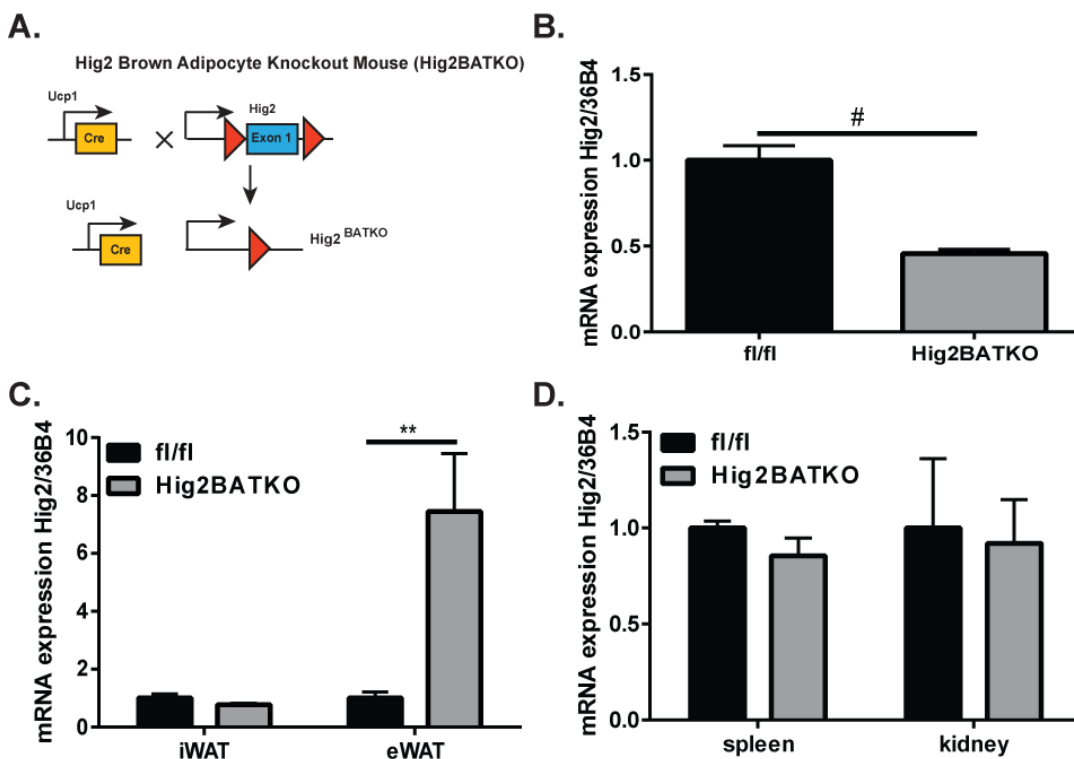 A.
Hig2 Brown Adipocyte Knockout Mouse (Hig2BATKO)
Ucp1
Cre
×
Hig2
Exon 1
Ucp1
Cre
Hig2 BATKO
B.
mRNA expression Hig2/36B4
1.5
1.0
0.5
0.0
#
fl/fl
Hig2BATKO
C.
mRNA expression Hig2/36B4
10
8
6
4
2
0
fl/fl
Hig2BATKO
**
iWAT
eWAT
D.
mRNA expression Hig2/36B4
1.5
1.0
0.5
0.0
fl/fl
Hig2BATKO
spleen
kidney